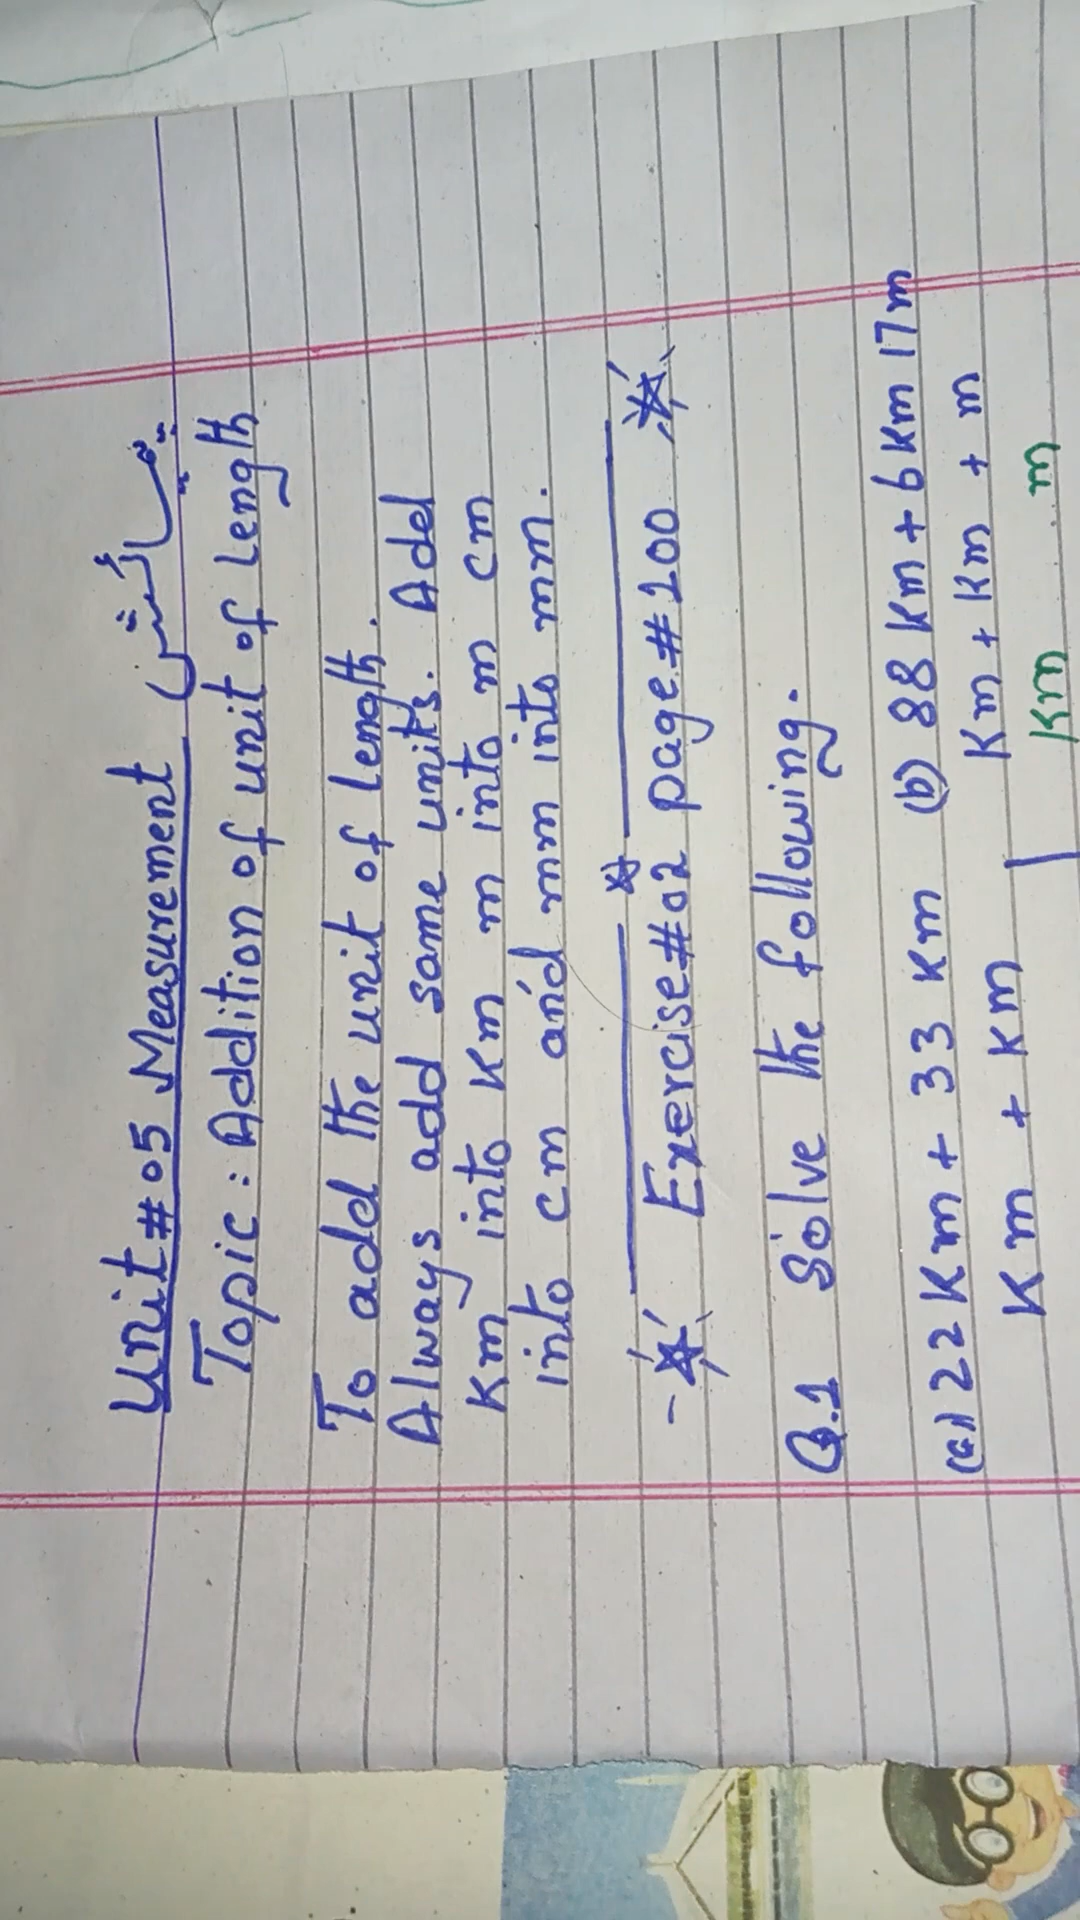 Unit # 05 Measurement پیمائش
Topic : Addition of unit of length
To add the unit of length.
Always add same units. Add
Km into Km m into m cm
into cm and mm into mm.
Exercise # 02 page # 100
Q.1 Solve the following.
(a) 22 Km + 33 Km (b) 88 Km + 6 Km 17 m
Km + Km Km + Km + m
Km m